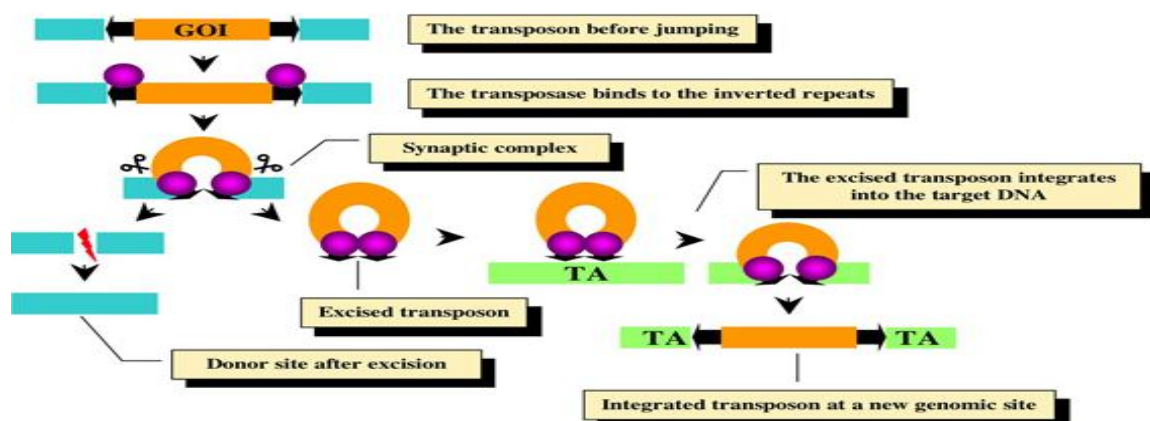 GOI
The transposon before jumping
The transposase binds to the inverted repeats
Synaptic complex
The excised transposon integrates
into the target DNA
TA
Excised transposon
TA
TA
Donor site after excision
Integrated transposon at a new genomic site